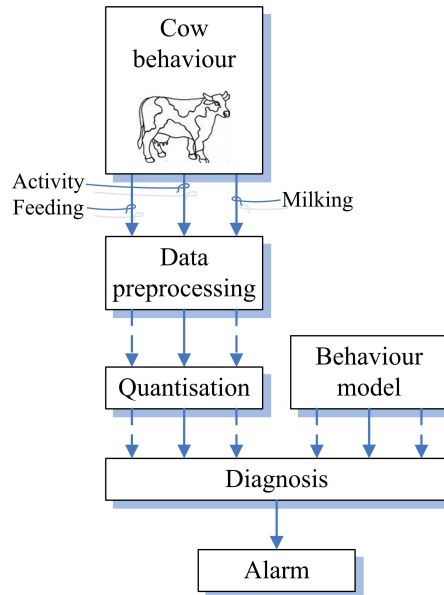 Cow
behaviour
Activity
Feeding
Milking
Data
preprocessing
Quantisation
Behaviour
model
Diagnosis
Alarm